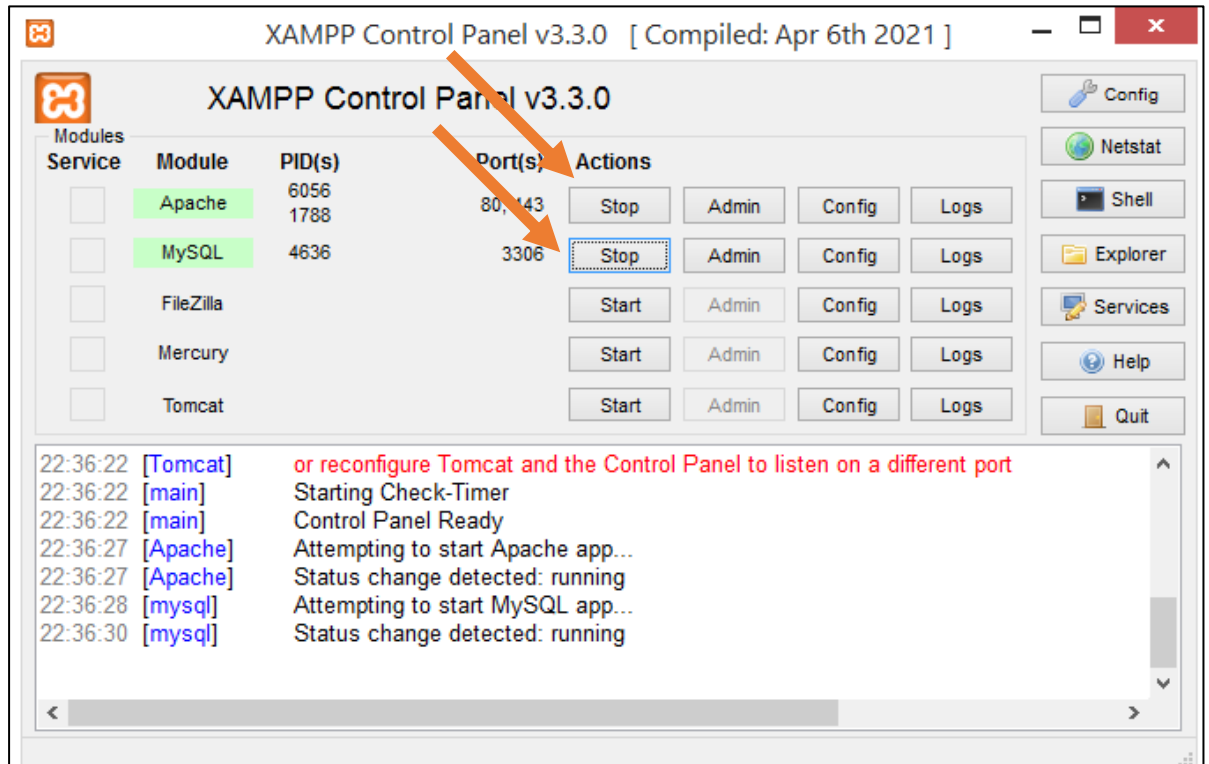 XAMPP Control Panel v3.3.0 [ Compiled: Apr 6th 2021 ]
XAMPP Control Panel v3.3.0
Config
Modules
Service Module PID(s) Port(s) Actions
Netstat
Apache 6056 1788 80, 443 Stop Admin Config Logs
Shell
MySQL 4636 3306 Stop Admin Config Logs
Explorer
FileZilla Start Admin Config Logs
Services
Mercury Start Admin Config Logs
Help
Tomcat Start Admin Config Logs
Quit
22:36:22 [Tomcat] or reconfigure Tomcat and the Control Panel to listen on a different port
22:36:22 [main] Starting Check-Timer
22:36:22 [main] Control Panel Ready
22:36:27 [Apache] Attempting to start Apache app...
22:36:27 [Apache] Status change detected: running
22:36:28 [mysql] Attempting to start MySQL app...
22:36:30 [mysql] Status change detected: running